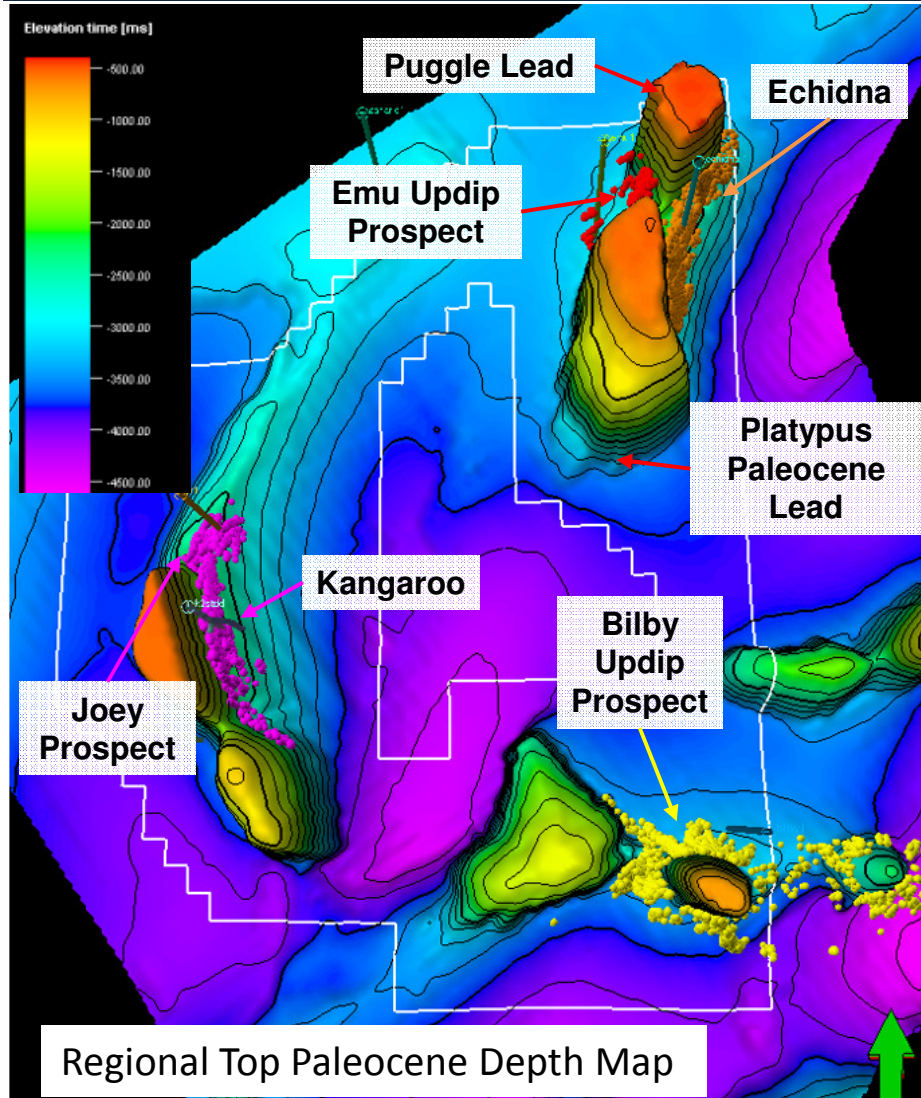 Elevation time [ms]
-500.00
-1000.00
-1500.00
-2000.00
-2500.00
-3000.00
-3500.00
-4000.00
-4500.00
Puggle Lead
Echidna
Emu Updip
Prospect
Platypus
Paleocene
Lead
Kangaroo
Bilby
Updip
Prospect
Joey
Prospect
Regional Top Paleocene Depth Map